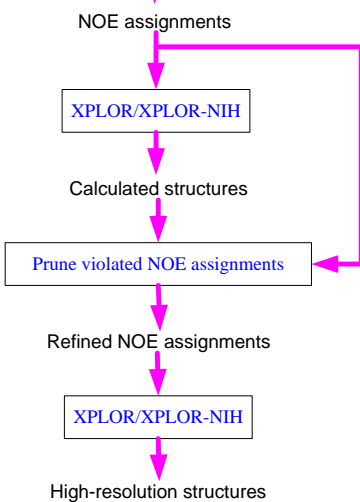 NOE assignments
XPLOR/XPLOR-NIH
Calculated structures
Prune violated NOE assignments
Refined NOE assignments
XPLOR/XPLOR-NIH
High-resolution structures